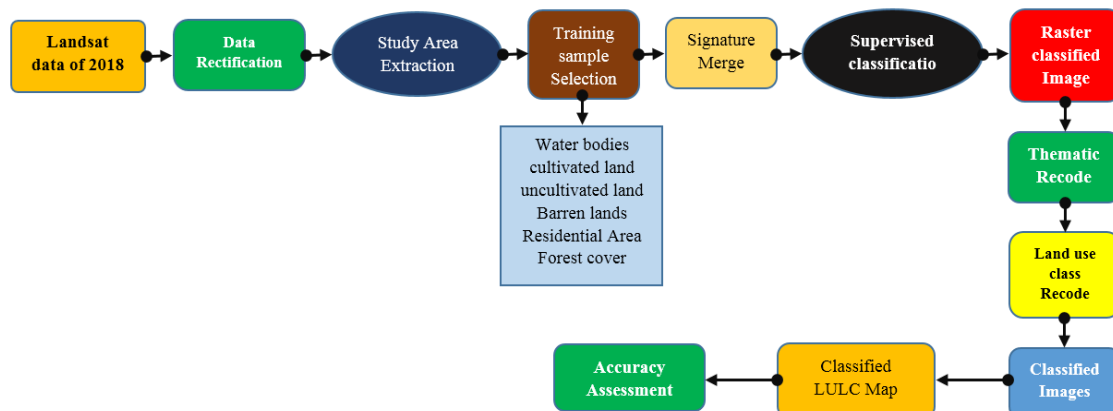 Landsat
data of 2018
Data
Rectification
Study Area
Extraction
Training
sample
Selection
Signature
Merge
Supervised
classificatio
Raster
classified
Image
Water bodies
cultivated land
uncultivated land
Barren lands
Residential Area
Forest cover
Thematic
Recode
Land use
class
Recode
Classified
Images
Classified
LULC Map
Accuracy
Assessment